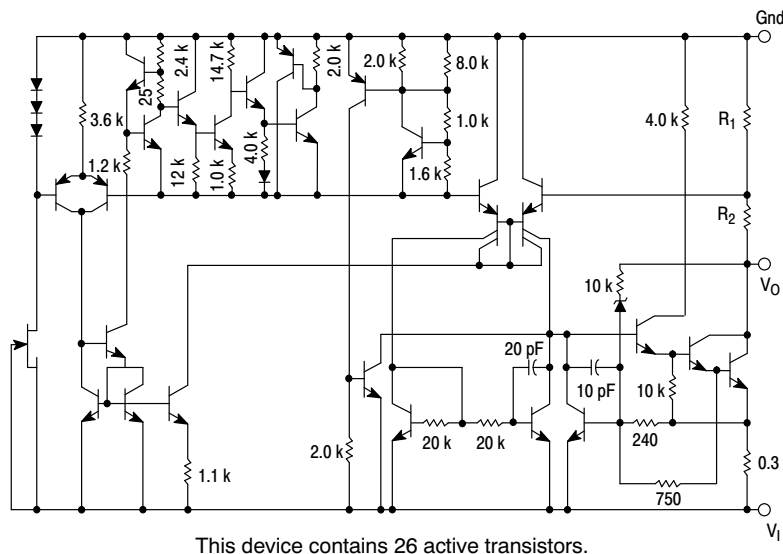 Gnd
2.4 k
25
14.7 k
2.0 k
2.0 k
8.0 k
1.0 k
1.6 k
4.0 k
R1
3.6 k
1.2 k
12 k
1.0 k
4.0 k
R2
VO
10 k
20 pF
10 pF
10 k
20 k
20 k
240
2.0 k
1.1 k
750
0.3
VI
This device contains 26 active transistors.